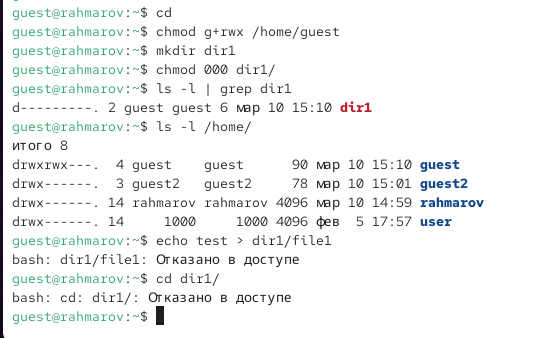 guest@rahmarov:~$ cd
guest@rahmarov:~$ chmod g+rwx /home/guest
guest@rahmarov:~$ mkdir dir1
guest@rahmarov:~$ chmod 000 dir1/
guest@rahmarov:~$ ls -l | grep dir1
d---------. 2 guest guest 6 мар 10 15:10 dir1
guest@rahmarov:~$ ls -l /home/
итого 8
drwxrwx---.  4 guest    guest      90 мар 10 15:10 guest
drwx------.  3 guest2   guest2     78 мар 10 15:01 guest2
drwx------. 14 rahmarov rahmarov 4096 мар 10 14:59 rahmarov
drwx------. 14     1000     1000 4096 фев  5 17:57 user
guest@rahmarov:~$ echo test > dir1/file1
bash: dir1/file1: Отказано в доступе
guest@rahmarov:~$ cd dir1/
bash: cd: dir1/: Отказано в доступе
guest@rahmarov:~$